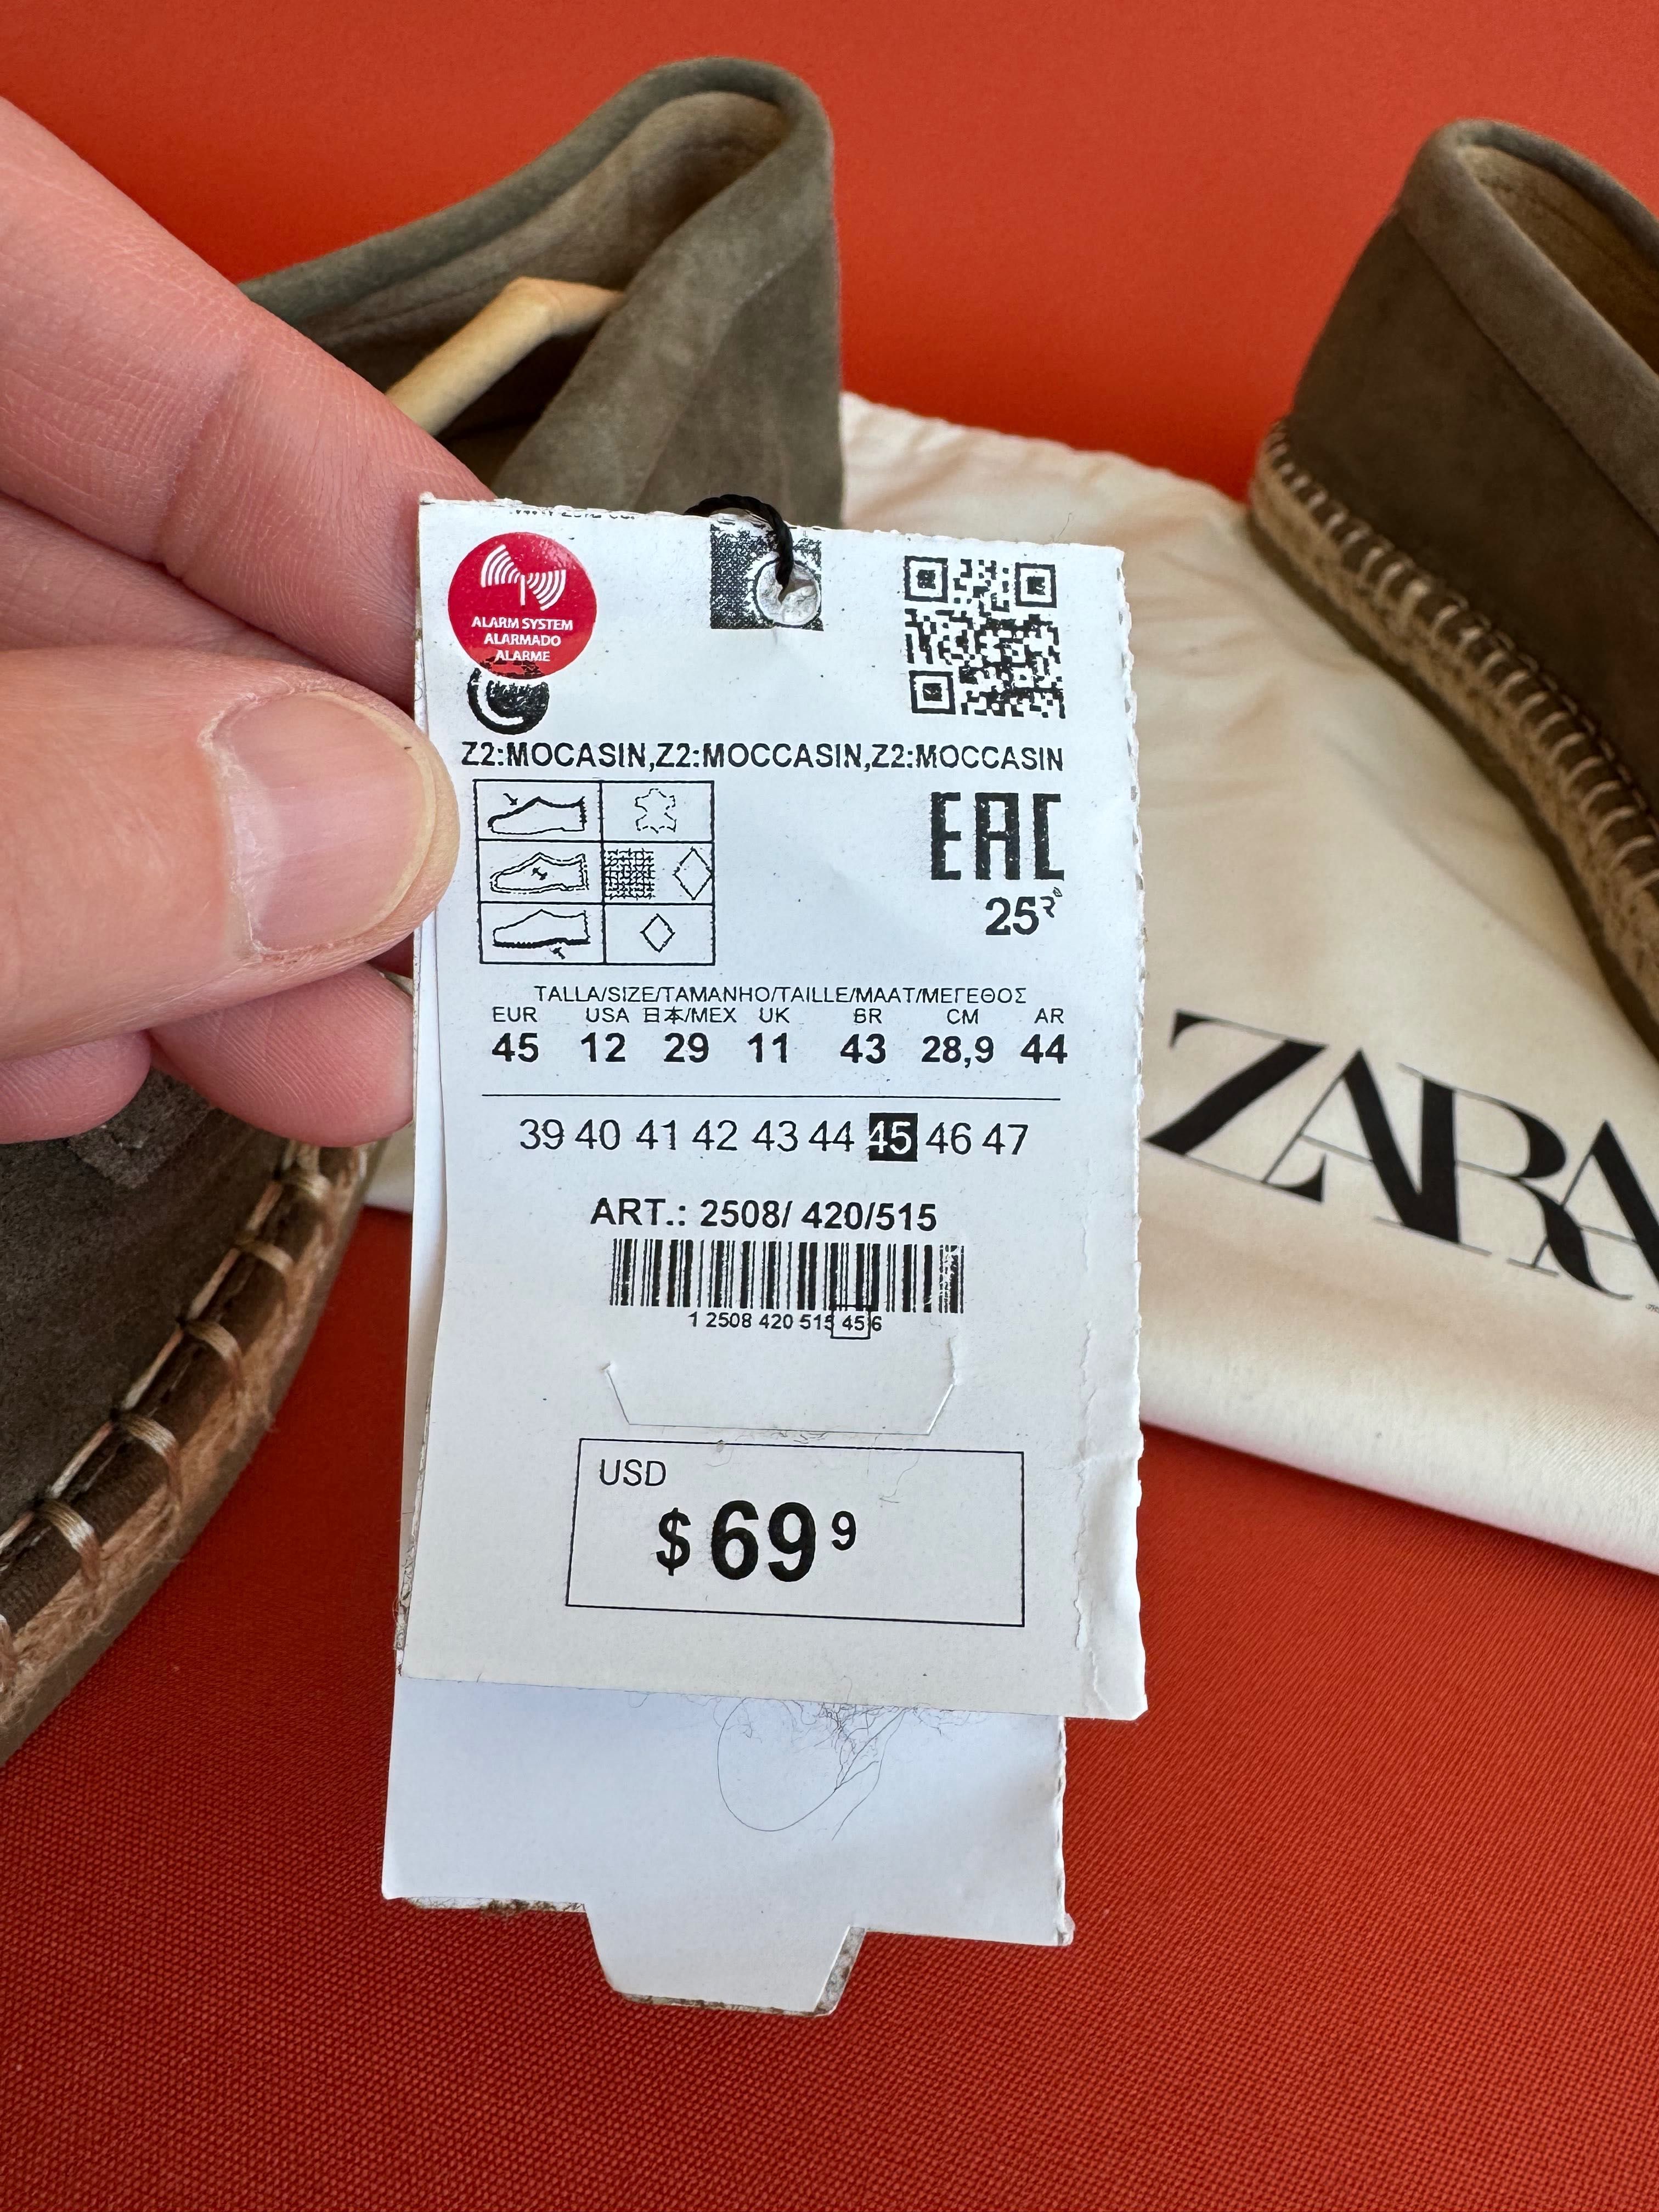 ALARM SYSTEM
ALARMADO
ALARME
Z2:MOCASIN,Z2:MOCCASIN,Z2:MOCCASIN
EAC
25
TALLA/SIZE/TAMANHO/TAILLE/MAAT/ΜΕΓΕΘΟΣ
EUR USA 日本/MEX UK BR CM AR
45 12 29 11 43 28,9 44
39 40 41 42 43 44 45 46 47
ART.: 2508/ 420/515
1 2508 420 515 45 6
USD
$ 69 9
ZARA